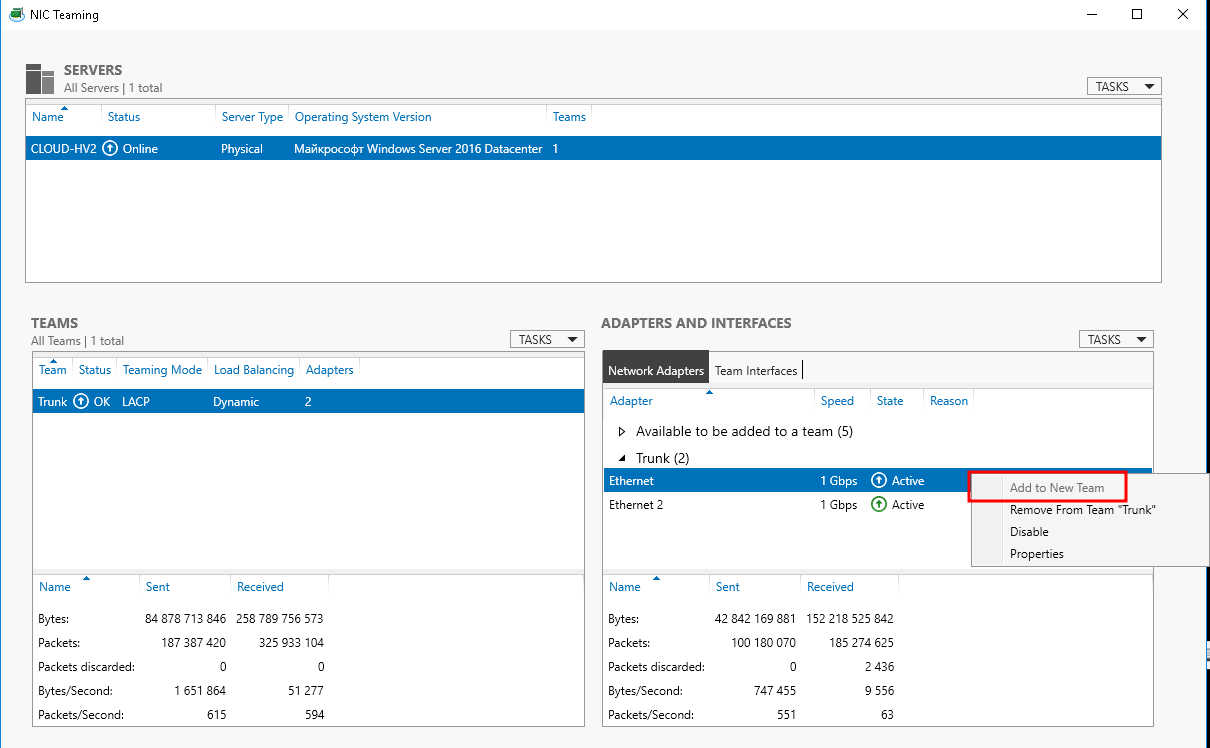 NIC Teaming
SERVERS
All Servers | 1 total
TASKS
Name Status Server Type Operating System Version Teams
CLOUD-HV2 Online Physical Майкрософт Windows Server 2016 Datacenter 1
TEAMS
All Teams | 1 total
TASKS
Team Status Teaming Mode Load Balancing Adapters
Trunk OK LACP Dynamic 2
Name Sent Received
Bytes: 84 878 713 846 258 789 756 573
Packets: 187 387 420 325 933 104
Packets discarded: 0 0
Bytes/Second: 1 651 864 51 277
Packets/Second: 615 594
ADAPTERS AND INTERFACES
TASKS
Network Adapters Team Interfaces
Adapter Speed State Reason
Available to be added to a team (5)
Trunk (2)
Ethernet 1 Gbps Active
Ethernet 2 1 Gbps Active
Add to New Team
Remove From Team "Trunk"
Disable
Properties
Name Sent Received
Bytes: 42 842 169 881 152 218 525 842
Packets: 100 180 070 185 274 625
Packets discarded: 0 2 436
Bytes/Second: 747 455 9 556
Packets/Second: 551 63